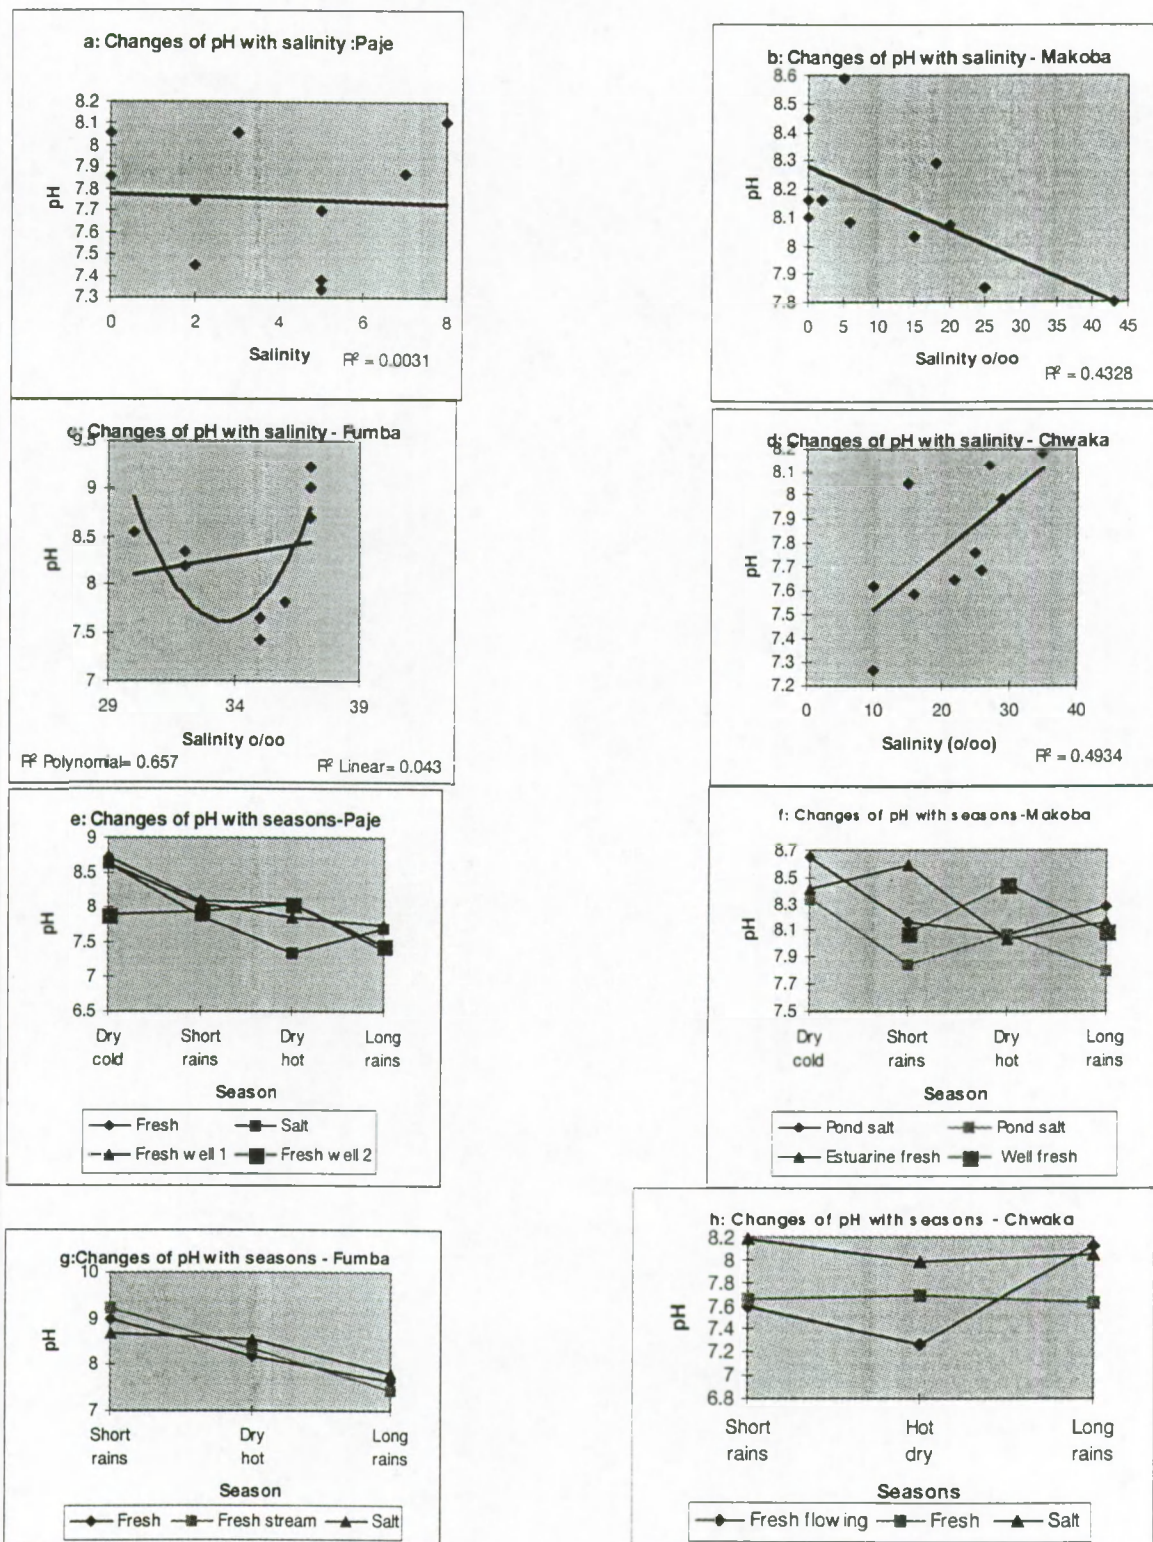 a: Changes of pH with salinity :Paje
8.2
8.1
8
7.9
7.8
7.7
7.6
7.5
7.4
7.3
pH
0 2 4 6 8
Salinity
R² = 0.0031
b: Changes of pH with salinity - Makoba
8.6
8.5
8.4
8.3
8.2
8.1
8
7.9
7.8
pH
0 5 10 15 20 25 30 35 40 45
Salinity o/oo
R² = 0.4328
c: Changes of pH with salinity - Fumba
9.5
9
8.5
8
7.5
7
pH
29 34 39
Salinity o/oo
R² Polynomial= 0.657
R² Linear= 0.043
d: Changes of pH with salinity - Chwaka
8.2
8.1
8
7.9
7.8
7.7
7.6
7.5
7.4
7.3
7.2
pH
0 10 20 30 40
Salinity (o/oo)
R² = 0.4934
e: Changes of pH with seasons-Paje
9
8.5
8
7.5
7
6.5
pH
Dry Short Dry Long
cold rains hot rains
Season
Fresh Salt
Fresh well 1 Fresh well 2
f: Changes of pH with seasons-Makoba
8.7
8.5
8.3
8.1
7.9
7.7
7.5
pH
Dry Short Dry Long
cold rains hot rains
Season
Pond salt Pond salt
Estuarine fresh Well fresh
g:Changes of pH with seasons - Fumba
10
9
8
7
pH
Short Dry Long
rains hot rains
Season
Fresh Fresh stream Salt
h: Changes of pH with seasons - Chwaka
8.2
8
7.8
7.6
7.4
7.2
7
6.8
pH
Short Hot Long
rains dry rains
Seasons
Fresh flowing Fresh Salt